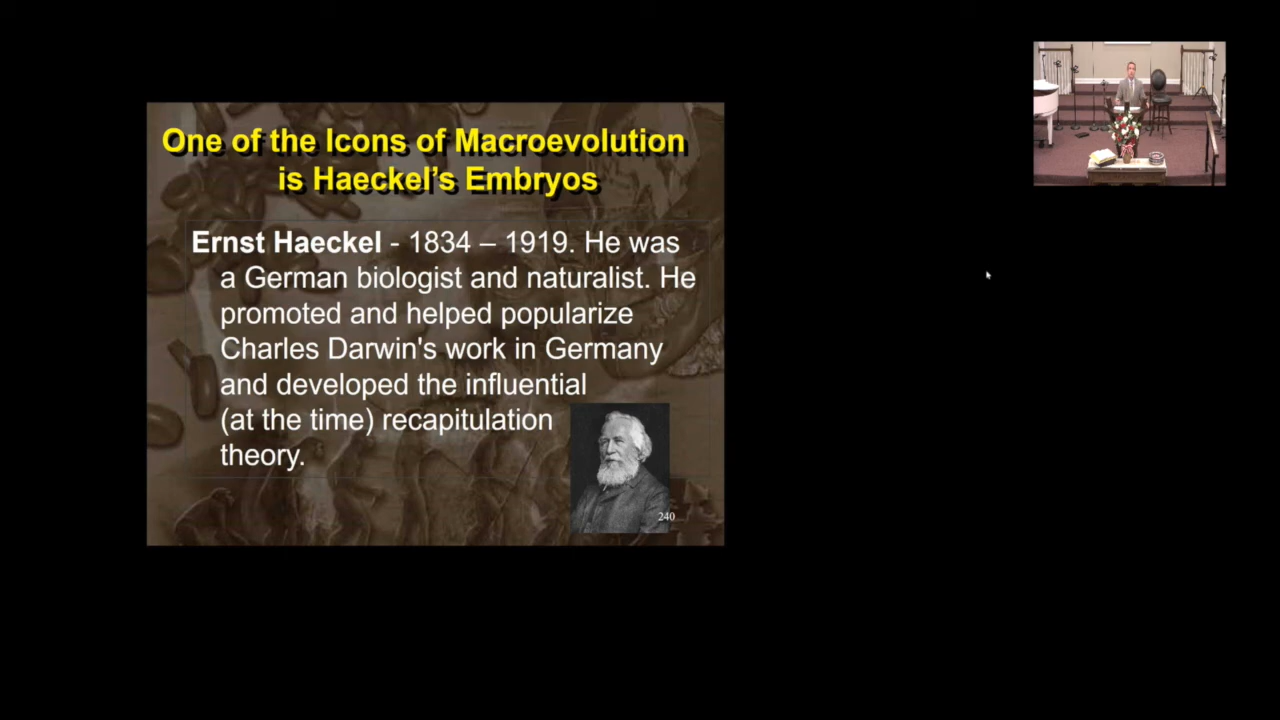 One of the Icons of Macroevolution
is Haeckel's Embryos
Ernst Haeckel - 1834 – 1919. He was
a German biologist and naturalist. He
promoted and helped popularize
Charles Darwin's work in Germany
and developed the influential
(at the time) recapitulation
theory.
240